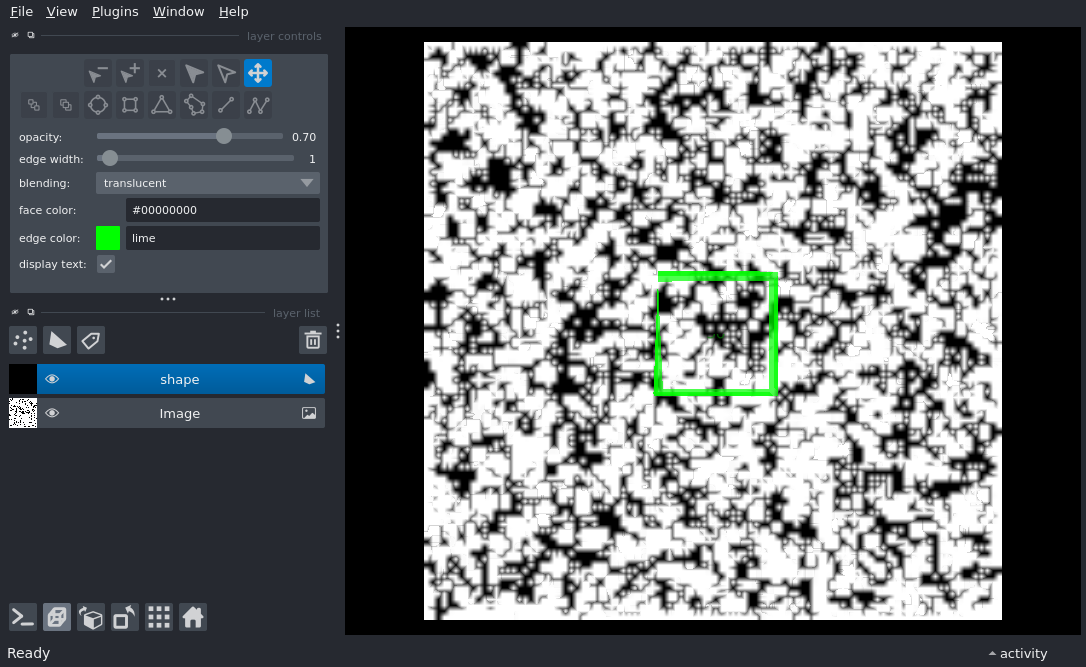 File View Plugins Window Help
layer controls
opacity: 0.70
edge width: 1
blending: translucent
face color: #00000000
edge color: lime
display text:
layer list
shape
Image
Ready activity